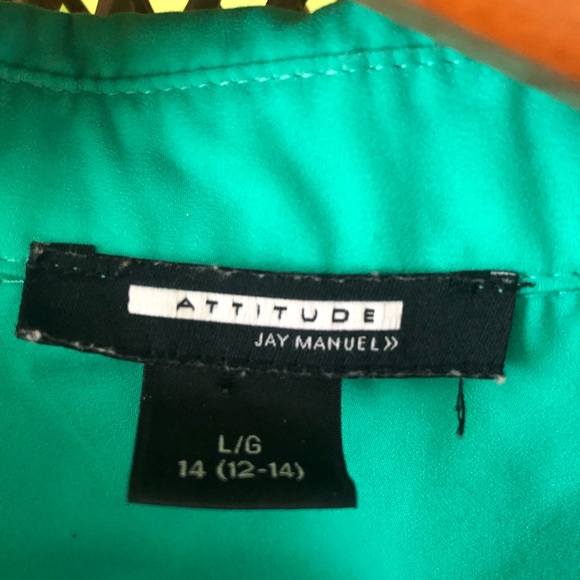 ATTITUDE
JAY MANUEL»
L/G
14 (12-14)